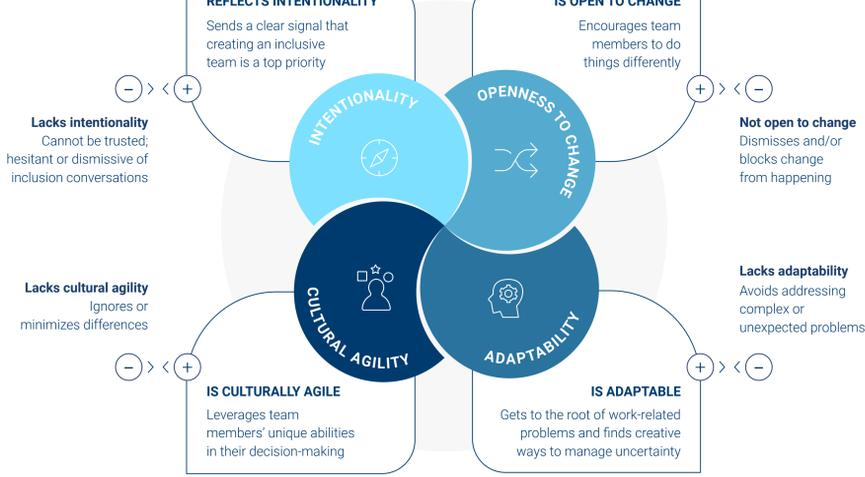 REFLECTS INTENTIONALITY
Sends a clear signal that
creating an inclusive
team is a top priority
IS OPEN TO CHANGE
Encourages team
members to do
things differently
Lacks intentionality
Cannot be trusted;
hesitant or dismissive of
inclusion conversations
INTENTIONALITY
OPENNESS TO CHANGE
Not open to change
Dismisses and/or
blocks change
from happening
Lacks cultural agility
Ignores or
minimizes differences
CULTURAL AGILITY
ADAPTABILITY
Lacks adaptability
Avoids addressing
complex or
unexpected problems
IS CULTURALLY AGILE
Leverages team
members’ unique abilities
in their decision-making
IS ADAPTABLE
Gets to the root of work-related
problems and finds creative
ways to manage uncertainty